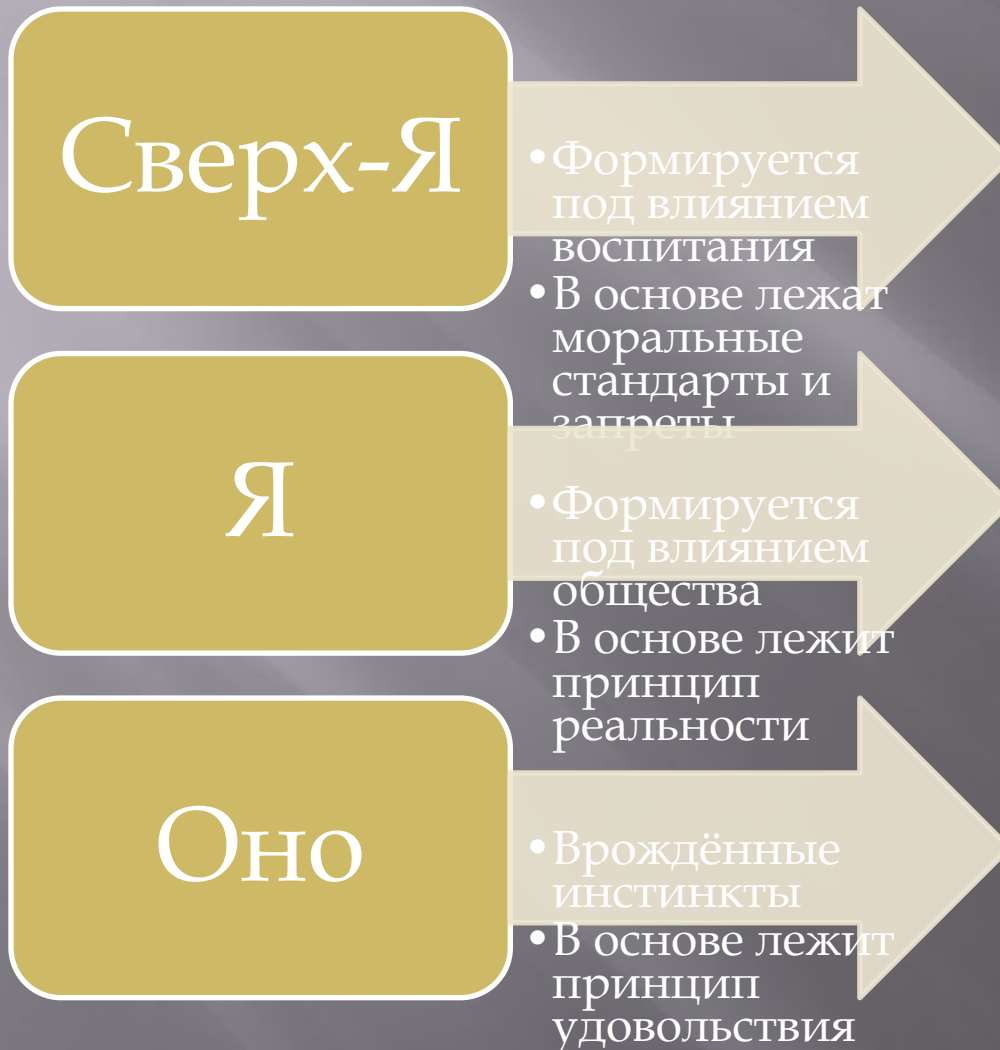 Сверх-Я
•Формируется
под влиянием
воспитания
•В основе лежат
моральные
стандарты и
запреты
Я
•Формируется
под влиянием
общества
•В основе лежит
принцип
реальности
Оно
•Врождённые
инстинкты
•В основе лежит
принцип
удовольствия